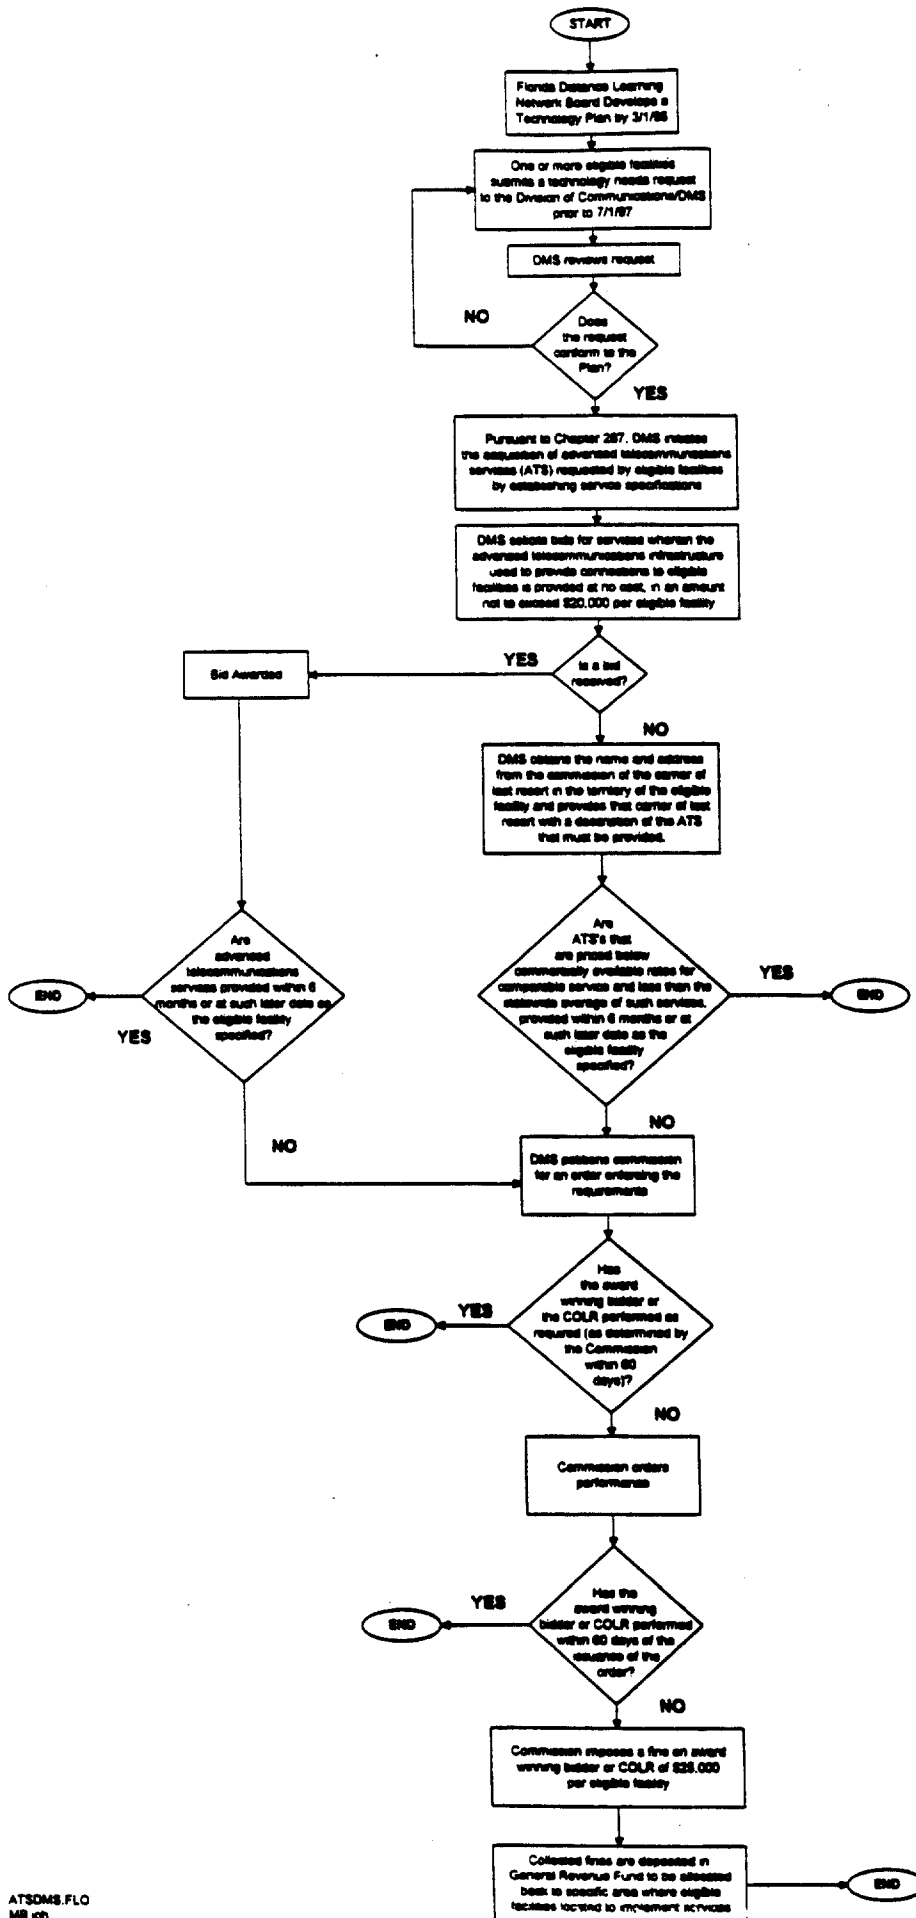 START
Florida Distance Learning
Network Board Develops a
Technology Plan by 3/1/96
One or more eligible facilities
submits a technology needs request
to the Division of Communications/DMS
prior to 7/1/97
DMS reviews request
NO
Does
the request
conform to the
Plan?
YES
Pursuant to Chapter 287, DMS initiates
the acquisition of advanced telecommunications
services (ATS) requested by eligible facilities
by establishing service specifications
DMS solicits bids for services wherein the
advanced telecommunications infrastructure
used to provide connections to eligible
facilities is provided at no cost, in an amount
not to exceed $20,000 per eligible facility
YES
Is a bid
received?
Bid Awarded
NO
DMS obtains the name and address
from the commission of the carrier of
last resort in the territory of the eligible
facility and provides that carrier of last
resort with a description of the ATS
that must be provided.
Are
advanced
telecommunications
services provided within 6
months or at such later date as
the eligible facility
specified?
END
YES
NO
Are
ATS's that
are priced below
commercially available rates for
comparable service and less than the
statewide average of such services,
provided within 6 months or at
such later date as the
eligible facility
specified?
YES
END
NO
DMS petitions commission
for an order enforcing the
requirements
Has
the award
winning bidder or
the COLR performed as
required (as determined by
the Commission
within 60
days)?
YES
END
NO
Commission orders
performance
Has the
award winning
bidder or COLR performed
within 60 days of the
issuance of the
order?
YES
END
NO
Commission imposes a fine on award
winning bidder or COLR of $25,000
per eligible facility
Collected fines are deposited in
General Revenue Fund to be allocated
back to specific area where eligible
facilities located to implement services
END
ATSDMS.FLO